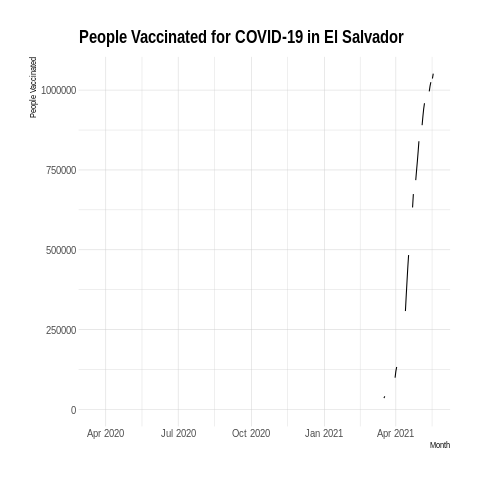 People Vaccinated for COVID-19 in El Salvador
People Vaccinated
1000000
750000
500000
250000
0
Apr 2020 Jul 2020 Oct 2020 Jan 2021 Apr 2021
Month